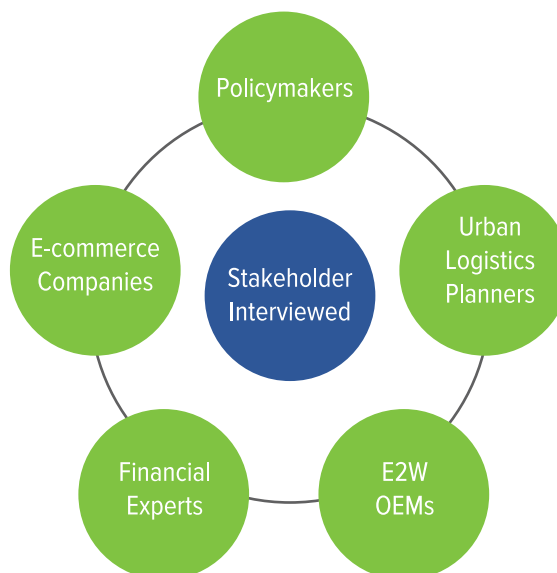 Policymakers
E-commerce
Companies
Urban
Logistics
Planners
Stakeholder
Interviewed
Financial
Experts
E2W
OEMs